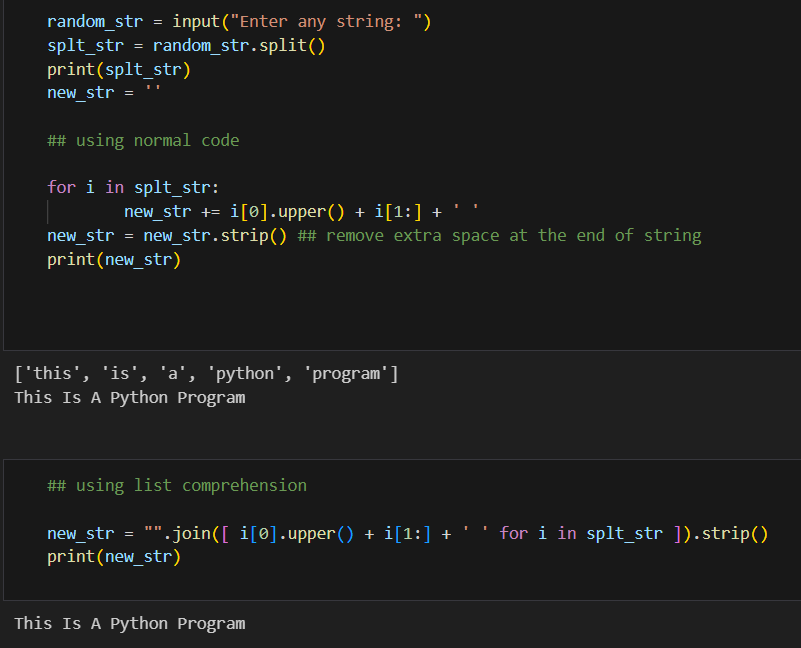 random_str = input("Enter any string: ")
splt_str = random_str.split()
print(splt_str)
new_str = ''
## using normal code
for i in splt_str:
new_str += i[0].upper() + i[1:] + ' '
new_str = new_str.strip() ## remove extra space at the end of string
print(new_str)
['this', 'is', 'a', 'python', 'program']
This Is A Python Program
## using list comprehension
new_str = "".join([ i[0].upper() + i[1:] + ' ' for i in splt_str ]).strip()
print(new_str)
This Is A Python Program